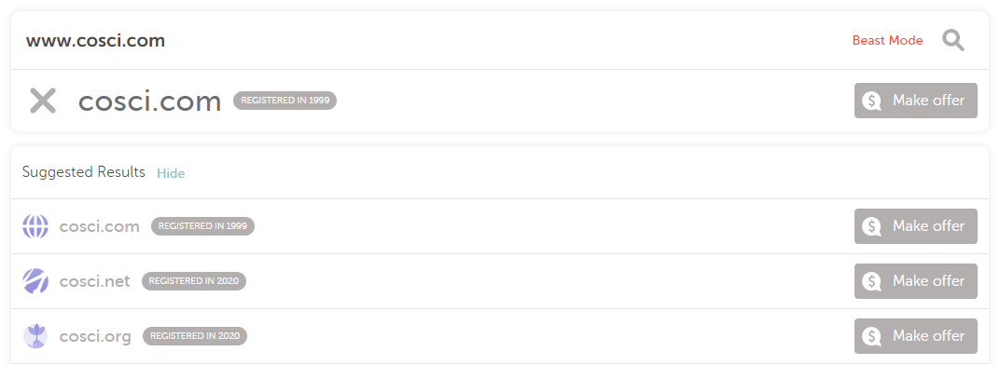 www.cosci.com Beast Mode
cosci.com REGISTERED IN 1999 Make offer
Suggested Results Hide
cosci.com REGISTERED IN 1999 Make offer
cosci.net REGISTERED IN 2020 Make offer
cosci.org REGISTERED IN 2020 Make offer